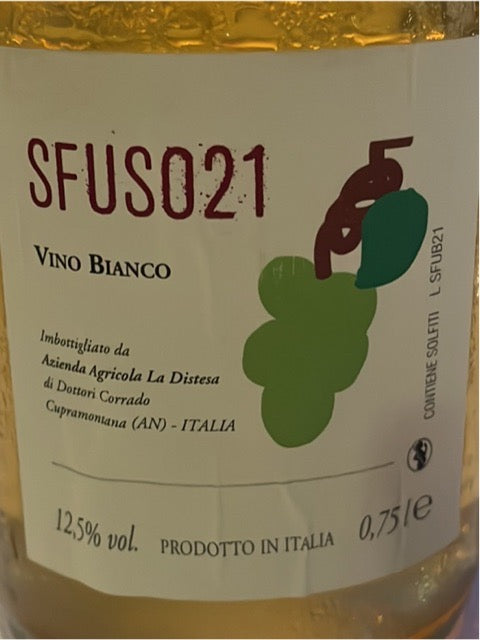 SFUSO21
VINO BIANCO
Imbottigliato da
Azienda Agricola La Distesa
di Dottori Corrado
Cupramontana (AN) - ITALIA
CONTIENE SOLFITI L SFUB21
12,5% vol. PRODOTTO IN ITALIA 0,75 l e